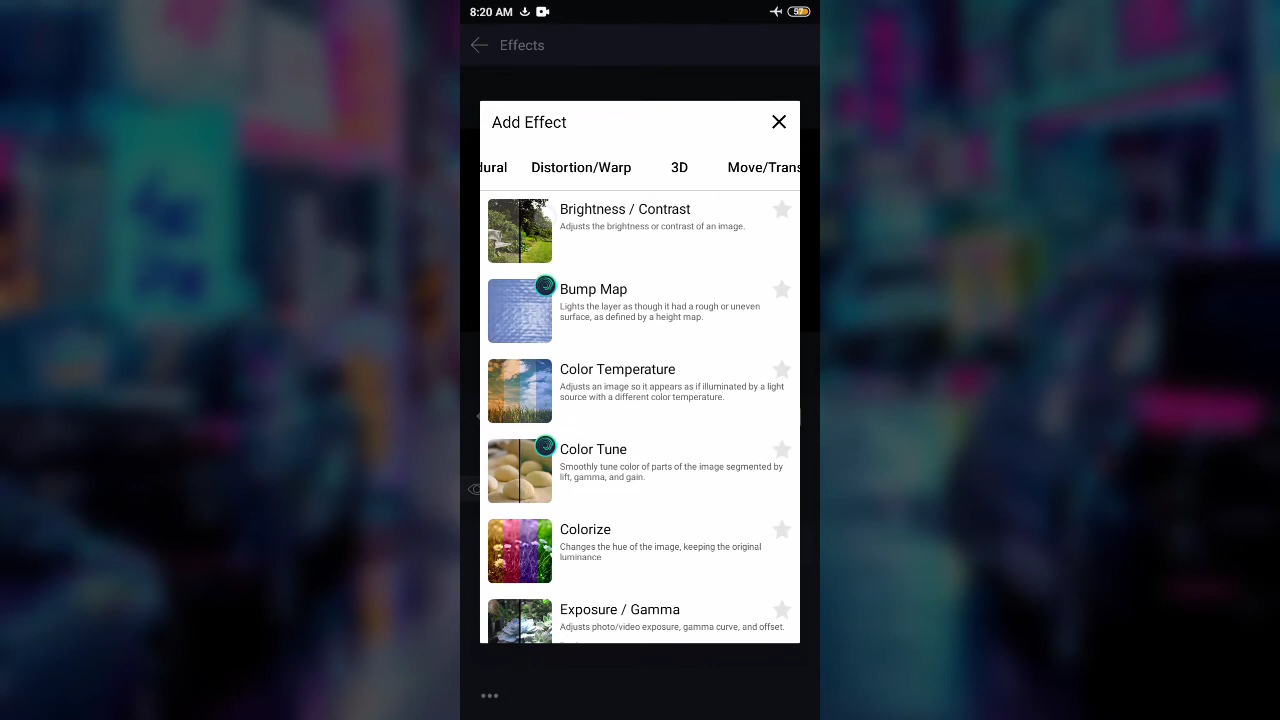 8:20 AM
57
Effects
Add Effect
dural Distortion/Warp 3D Move/Trans
Brightness / Contrast
Adjusts the brightness or contrast of an image.
Bump Map
Lights the layer as though it had a rough or uneven
surface, as defined by a height map.
Color Temperature
Adjusts an image so it appears as if illuminated by a light
source with a different color temperature.
Color Tune
Smoothly tune color of parts of the image segmented by
lift, gamma, and gain.
Colorize
Changes the hue of the image, keeping the original
luminance
Exposure / Gamma
Adjusts photo/video exposure, gamma curve, and offset.